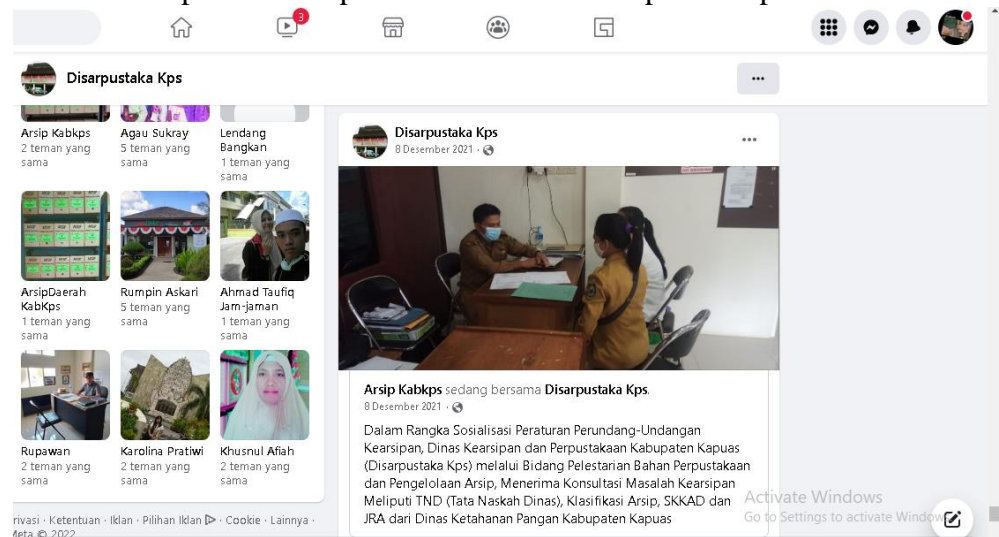 3
Disarpustaka Kps
Arsip Kabkps
2 teman yang
sama
Agau Sukray
5 teman yang
sama
Lendang
Bangkan
1 teman yang
sama
ArsipDaerah
KabKps
1 teman yang
sama
Rumpin Askari
5 teman yang
sama
Ahmad Taufiq
Jam-jaman
1 teman yang
sama
Rupawan
2 teman yang
sama
Karolina Pratiwi
2 teman yang
sama
Khusnul Afiah
2 teman yang
sama
rivasi · Ketentuan · Iklan · Pilihan Iklan · Cookie · Lainnya ·
Meta © 2022
Disarpustaka Kps
8 Desember 2021 ·
Arsip Kabkps sedang bersama Disarpustaka Kps.
8 Desember 2021 ·
Dalam Rangka Sosialisasi Peraturan Perundang-Undangan
Kearsipan, Dinas Kearsipan dan Perpustakaan Kabupaten Kapuas
(Disarpustaka Kps) melalui Bidang Pelestarian Bahan Perpustakaan
dan Pengelolaan Arsip, Menerima Konsultasi Masalah Kearsipan
Meliputi TND (Tata Naskah Dinas), Klasifikasi Arsip, SKKAD dan
JRA dari Dinas Ketahanan Pangan Kabupaten Kapuas
Activate Windows
Go to Settings to activate Windows